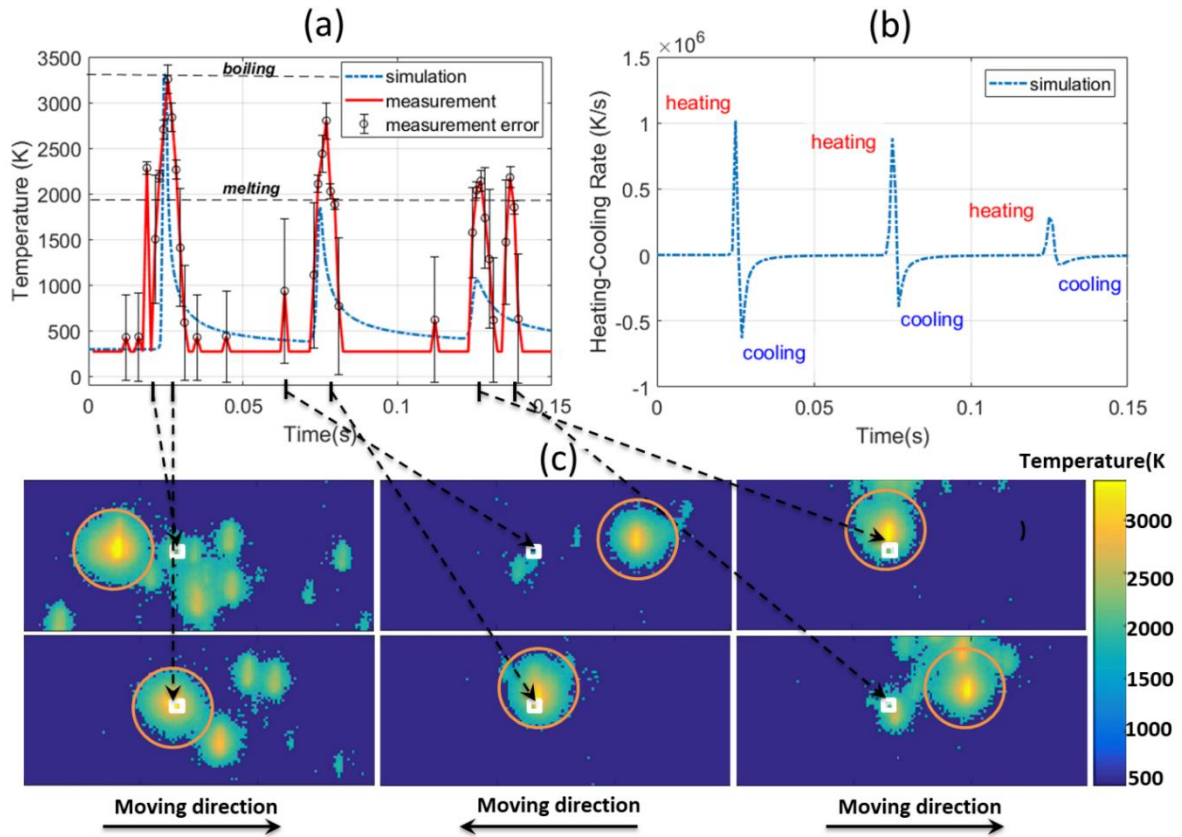 (a)
3500
3000
2500
2000
1500
1000
500
0
Temperature (K)
boiling
melting
simulation
measurement
measurement error
0
0.05
0.1
0.15
Time(s)
(b)
×10⁶
1.5
1
0.5
0
-0.5
-1
Heating-Cooling Rate (K/s)
simulation
heating
heating
heating
cooling
cooling
cooling
0
0.05
0.1
0.15
Time(s)
(c)
Temperature(K
)
3000
2500
2000
1500
1000
500
Moving direction
Moving direction
Moving direction